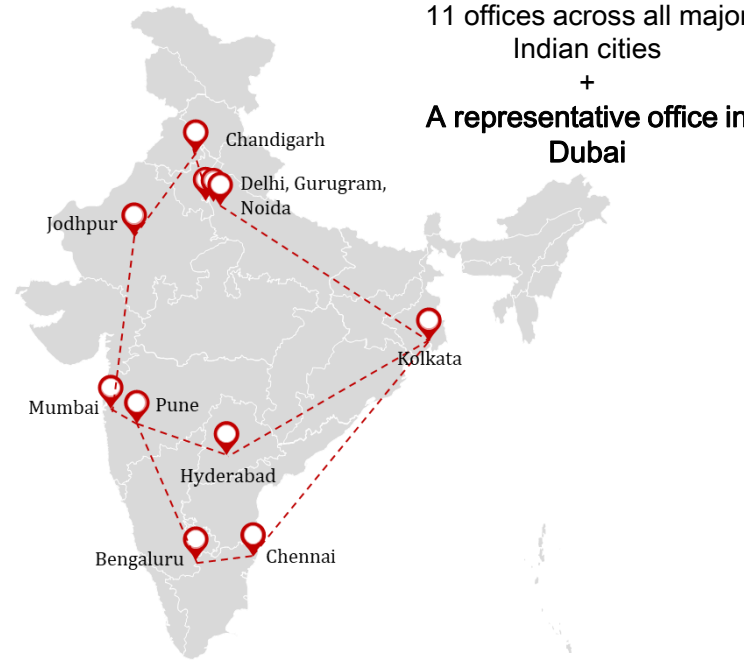 11 offices across all major
Indian cities
+
A representative office in
Dubai
Chandigarh
Delhi, Gurugram,
Noida
Jodhpur
Kolkata
Mumbai
Pune
Hyderabad
Bengaluru
Chennai